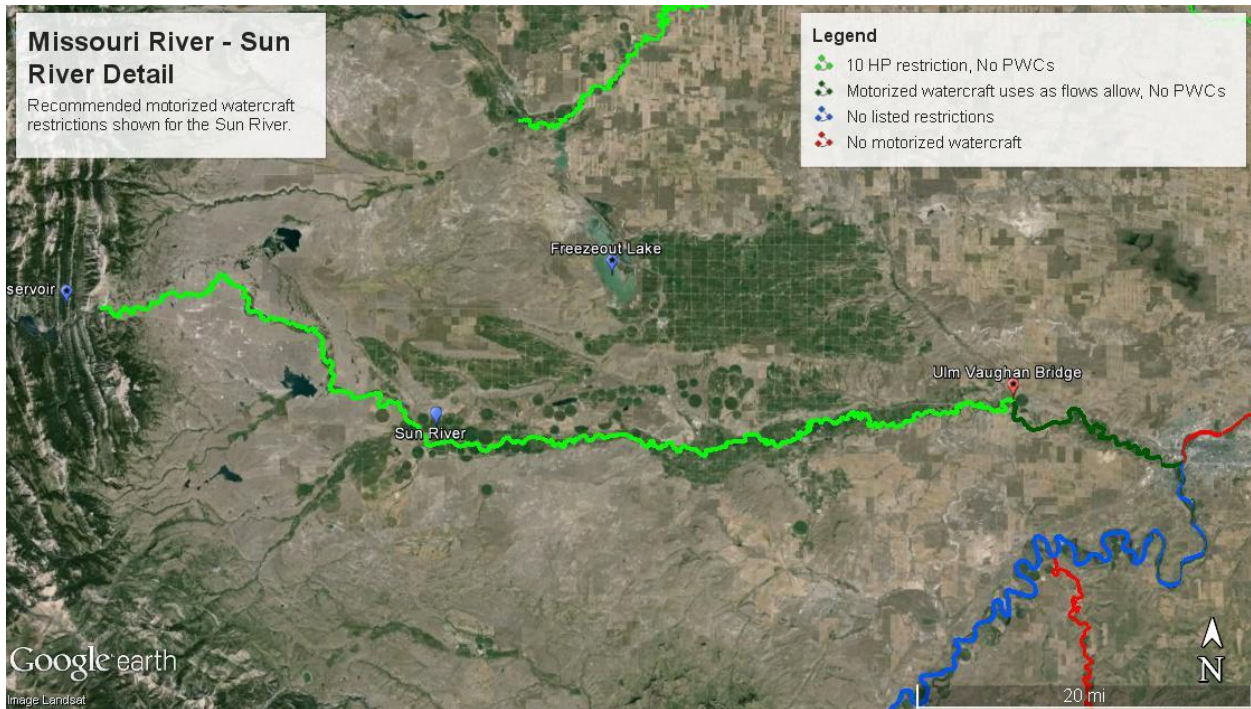 Missouri River - Sun
River Detail
Recommended motorized watercraft
restrictions shown for the Sun River.
Legend
10 HP restriction, No PWCs
Motorized watercraft uses as flows allow, No PWCs
No listed restrictions
No motorized watercraft
Freezeout Lake
servoir
Ulm Vaughan Bridge
Sun River
Google earth
N
Image Landsat
20 mi